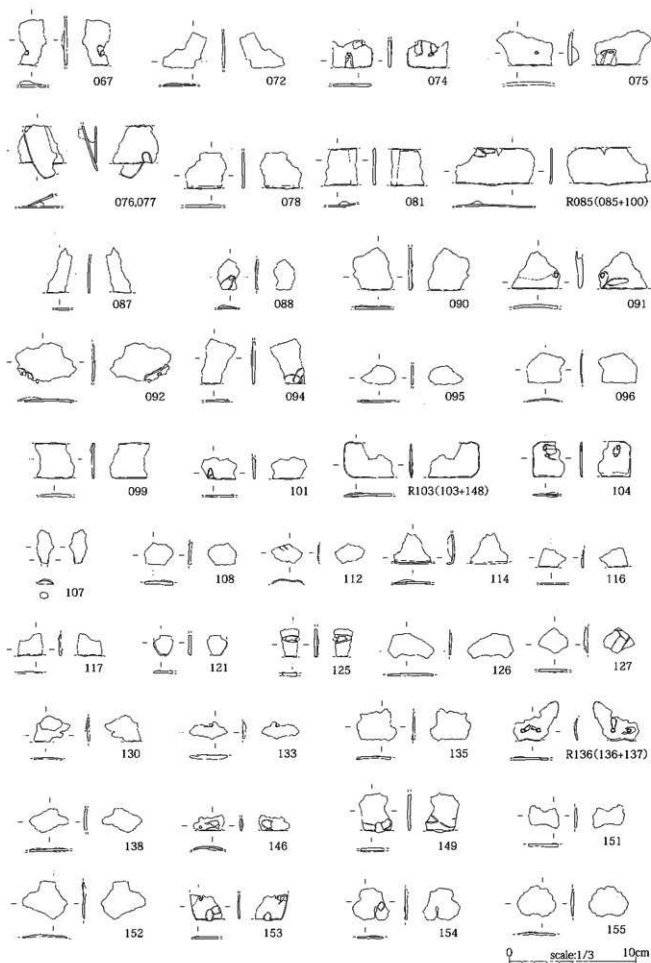 067 072 074 075
076,077 078 081 R085(085+100)
087 088 090 091
092 094 095 096
099 101 R103(103+148) 104
107 108 112 114 116
117 121 125 126 127
130 133 135 R136(136+137)
138 146 149 151
152 153 154 155
0 scale:1/3 10cm